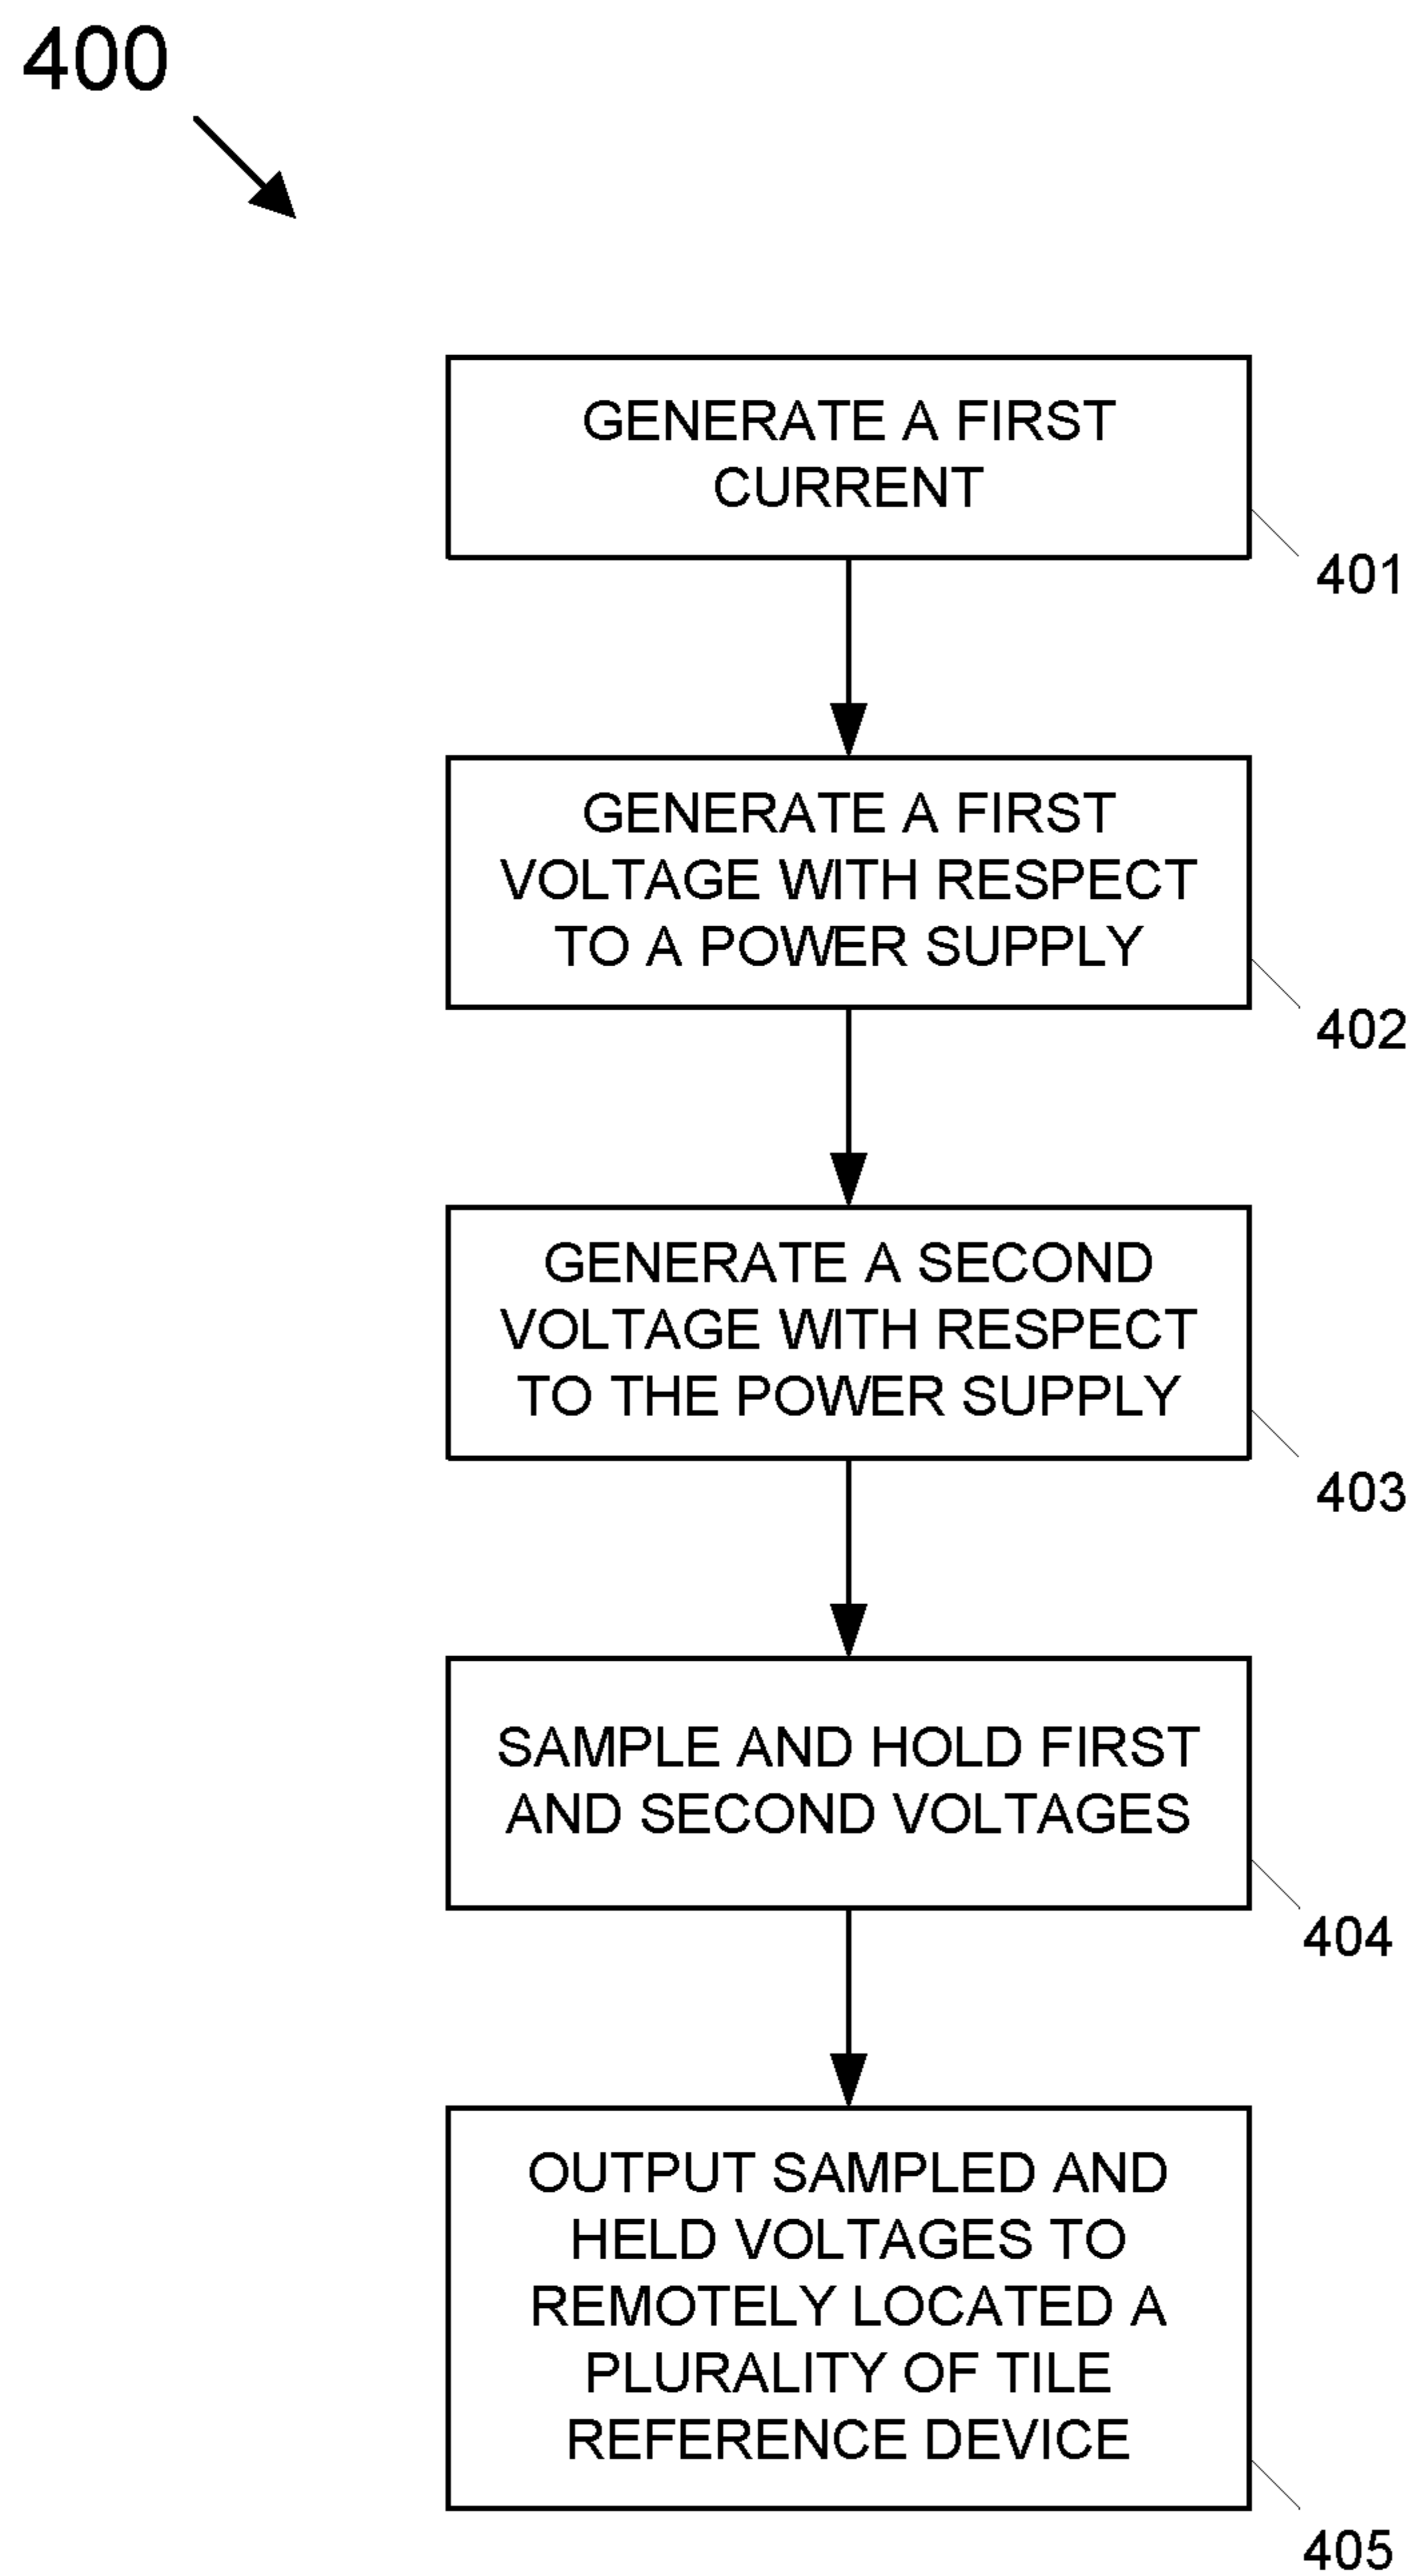 400
GENERATE A FIRST
CURRENT
401
GENERATE A FIRST
VOLTAGE WITH RESPECT
TO A POWER SUPPLY
402
GENERATE A SECOND
VOLTAGE WITH RESPECT
TO THE POWER SUPPLY
403
SAMPLE AND HOLD FIRST
AND SECOND VOLTAGES
404
OUTPUT SAMPLED AND
HELD VOLTAGES TO
REMOTELY LOCATED A
PLURALITY OF TILE
REFERENCE DEVICE
405